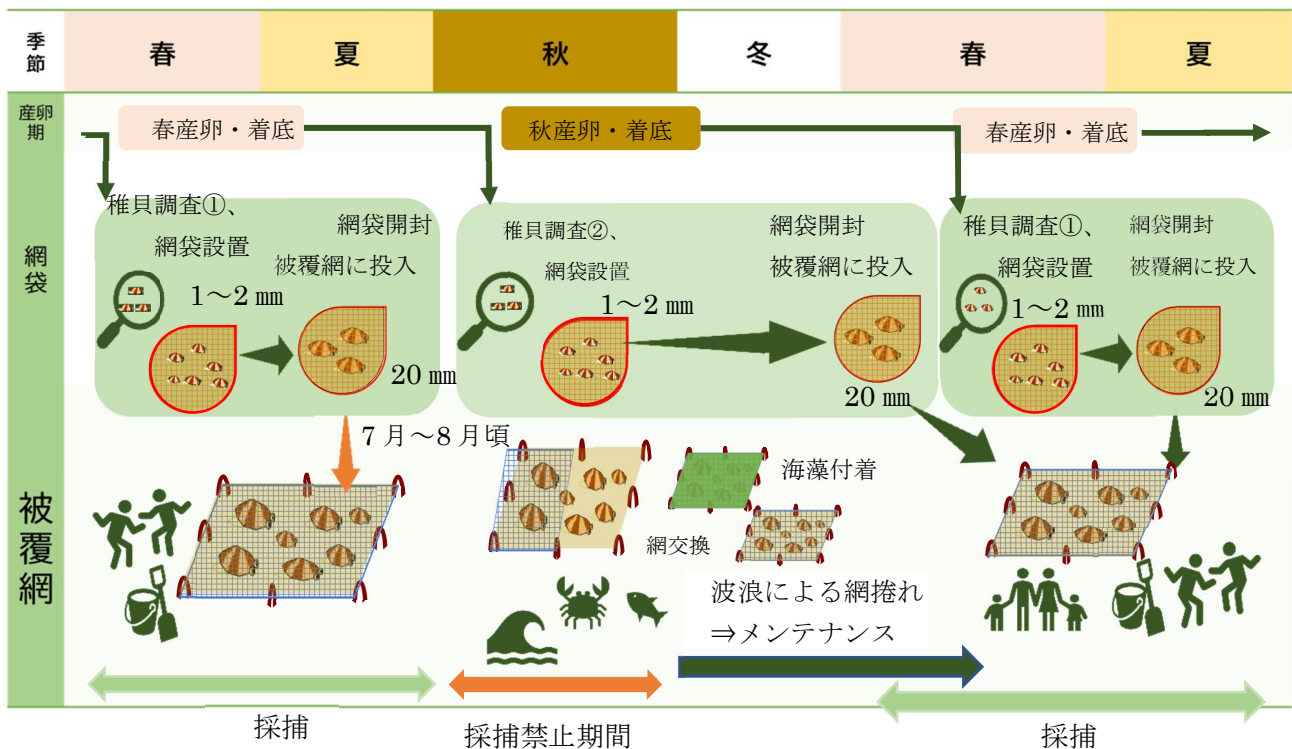 季節
春
夏
秋
冬
春
夏
産卵期
春産卵・着底
秋産卵・着底
春産卵・着底
網袋
稚貝調査①、
網袋設置
1～2 ㎜
網袋開封
被覆網に投入
20 ㎜
稚貝調査②、
網袋設置
1～2 ㎜
網袋開封
被覆網に投入
20 ㎜
稚貝調査①、
網袋設置
1～2 ㎜
網袋開封
被覆網に投入
20 ㎜
被覆網
7 月～8 月頃
海藻付着
網交換
波浪による網捲れ
⇒メンテナンス
採捕
採捕禁止期間
採捕